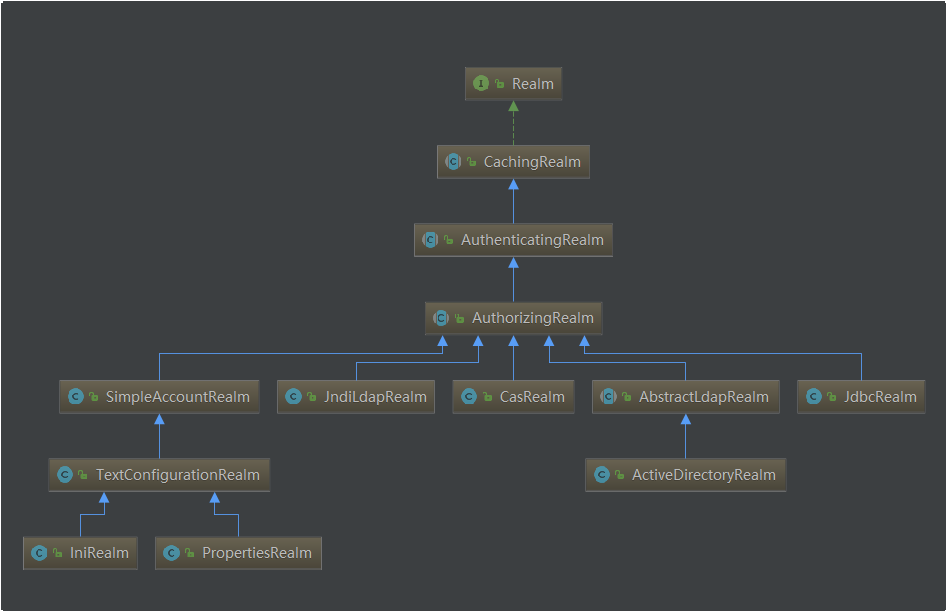 Realm
CachingRealm
AuthenticatingRealm
AuthorizingRealm
SimpleAccountRealm
JndiLdapRealm
CasRealm
AbstractLdapRealm
JdbcRealm
TextConfigurationRealm
ActiveDirectoryRealm
IniRealm
PropertiesRealm